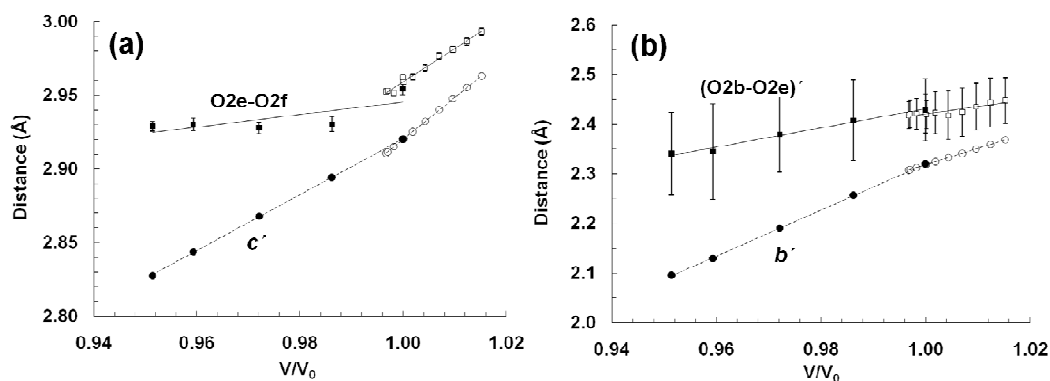 (a)
3.00
2.95
2.90
2.85
2.80
Distance (Å)
O2e-O2f
c´
0.94 0.96 0.98 1.00 1.02
V/V₀
(b)
2.6
2.5
2.4
2.3
2.2
2.1
2.0
Distance (Å)
(O2b-O2e)´
b´
0.94 0.96 0.98 1.00 1.02
V/V₀